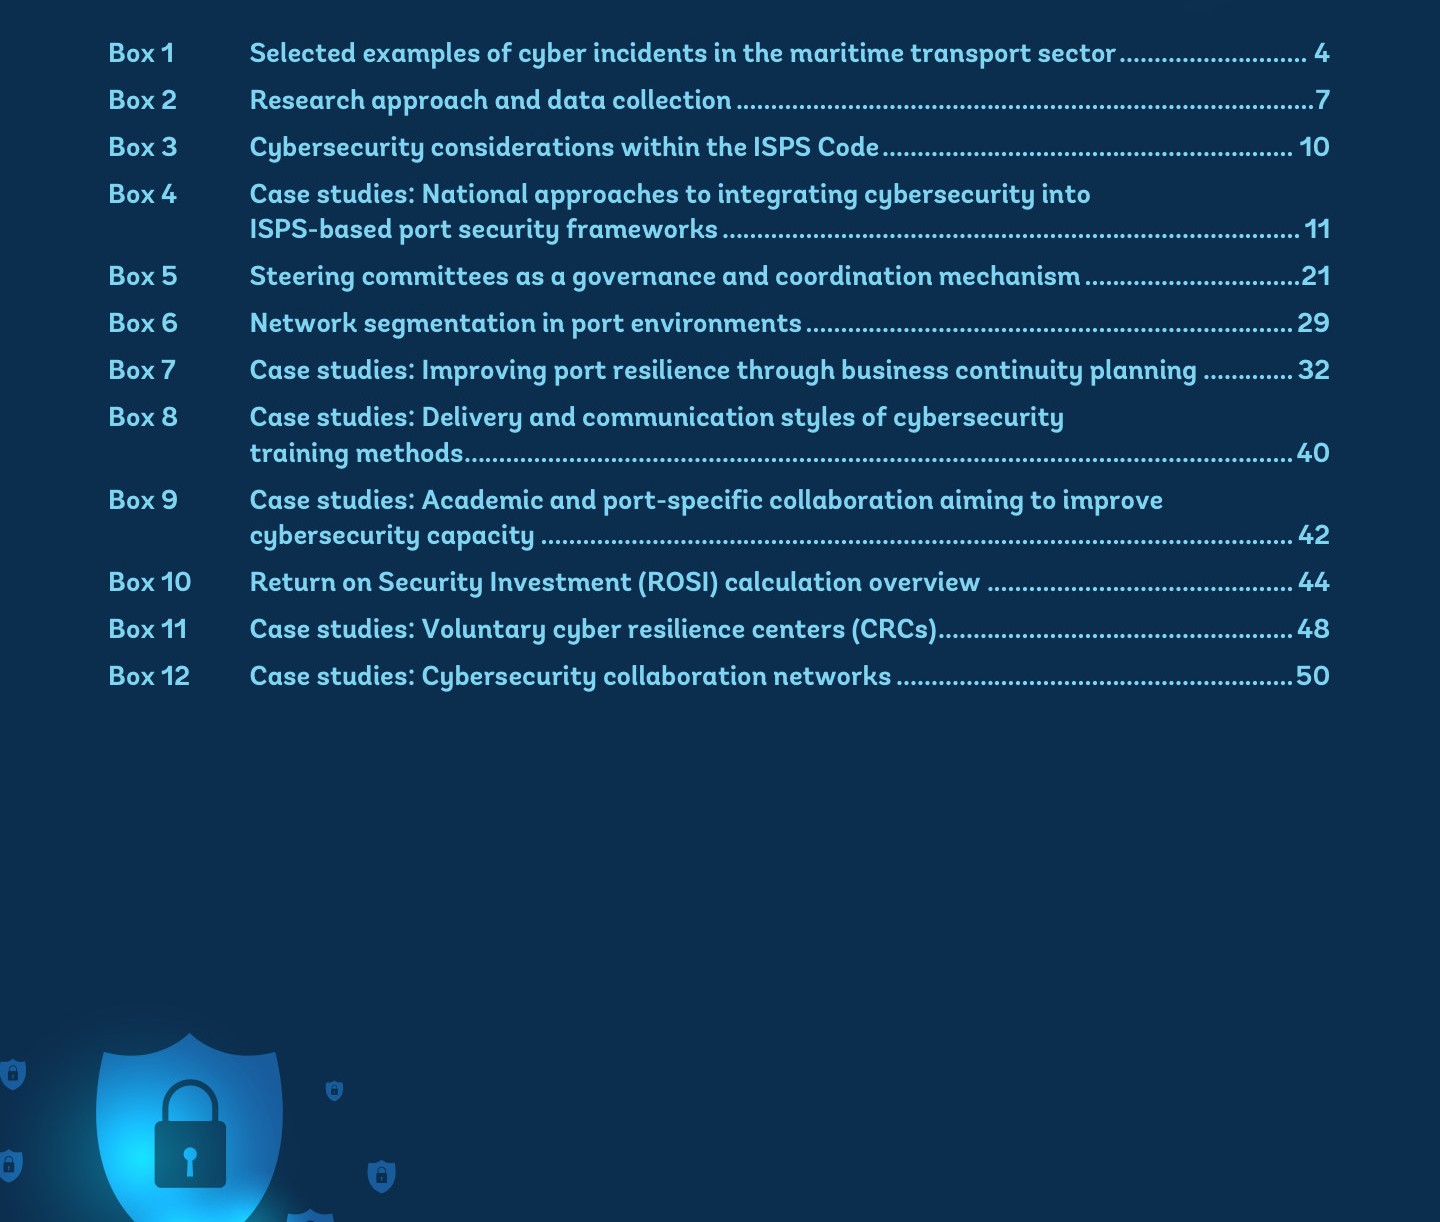 Box 1 Selected examples of cyber incidents in the maritime transport sector........................... 4
Box 2 Research approach and data collection ...................................................................................7
Box 3 Cybersecurity considerations within the ISPS Code........................................................... 10
Box 4 Case studies: National approaches to integrating cybersecurity into
ISPS-based port security frameworks ................................................................................... 11
Box 5 Steering committees as a governance and coordination mechanism ...............................21
Box 6 Network segmentation in port environments ...................................................................... 29
Box 7 Case studies: Improving port resilience through business continuity planning ............. 32
Box 8 Case studies: Delivery and communication styles of cybersecurity
training methods....................................................................................................................... 40
Box 9 Case studies: Academic and port-specific collaboration aiming to improve
cybersecurity capacity ............................................................................................................ 42
Box 10 Return on Security Investment (ROSI) calculation overview ............................................ 44
Box 11 Case studies: Voluntary cyber resilience centers (CRCs)................................................... 48
Box 12 Case studies: Cybersecurity collaboration networks .........................................................50